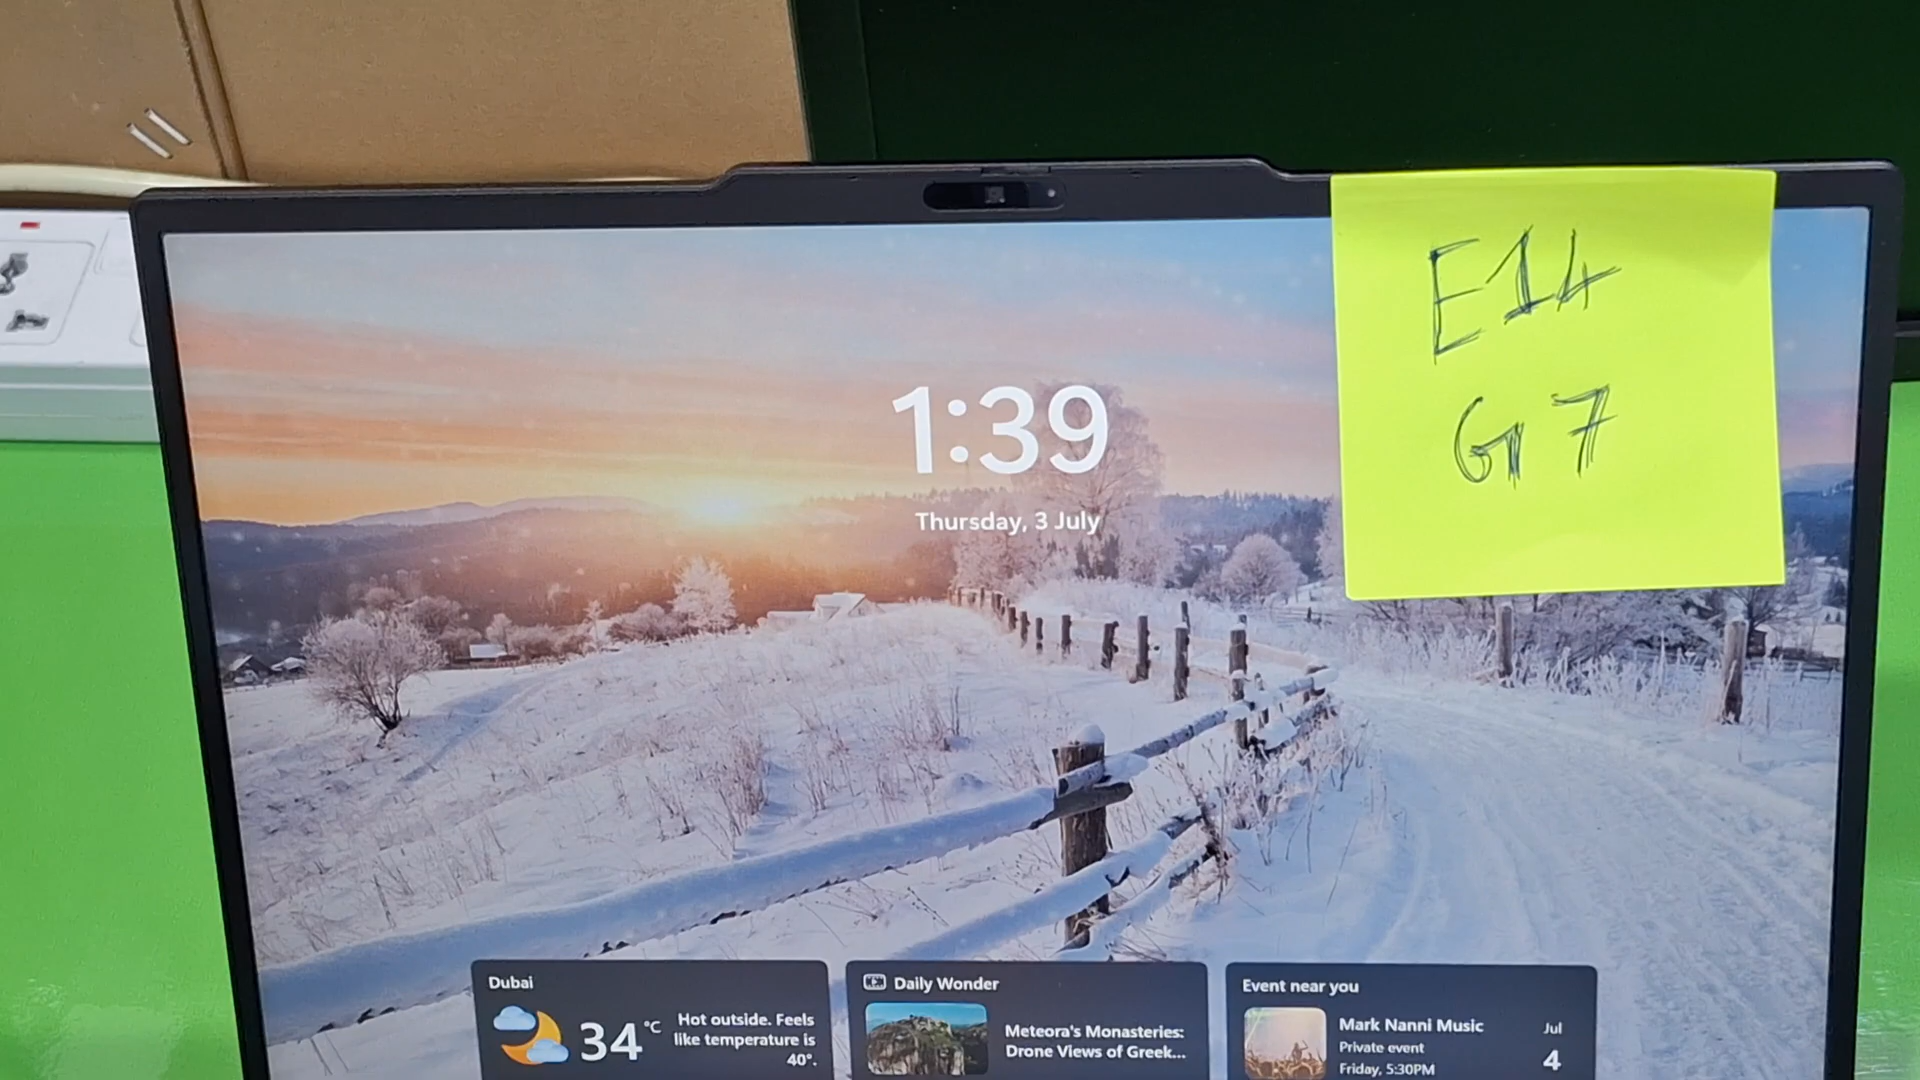 E14
G7
1:39
Thursday, 3 July
Dubai
34°C
Hot outside. Feels
like temperature is
40°.
Daily Wonder
Meteora's Monasteries:
Drone Views of Greek...
Event near you
Mark Nanni Music
Private event
Friday, 5:30PM
Jul
4